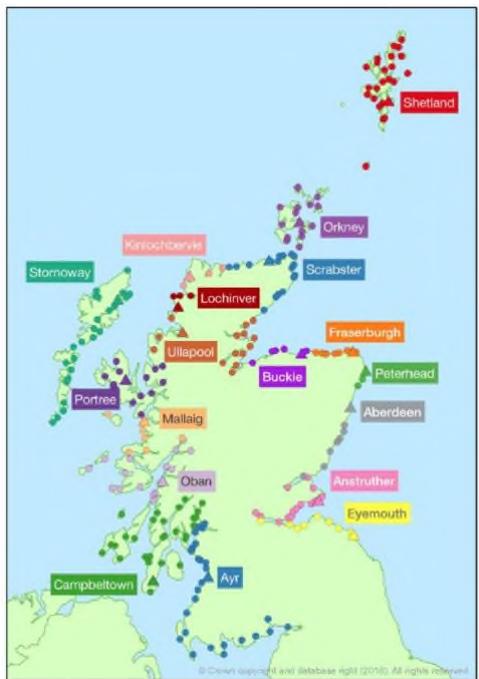 Shetland
Orkney
Kinlochbervie
Scrabster
Stornoway
Lochinver
Fraserburgh
Ullapool
Buckie
Peterhead
Portree
Aberdeen
Mallaig
Anstruther
Oban
Eyemouth
Campbeltown
Ayr
© Crown copyright and database right (2018). All rights reserved